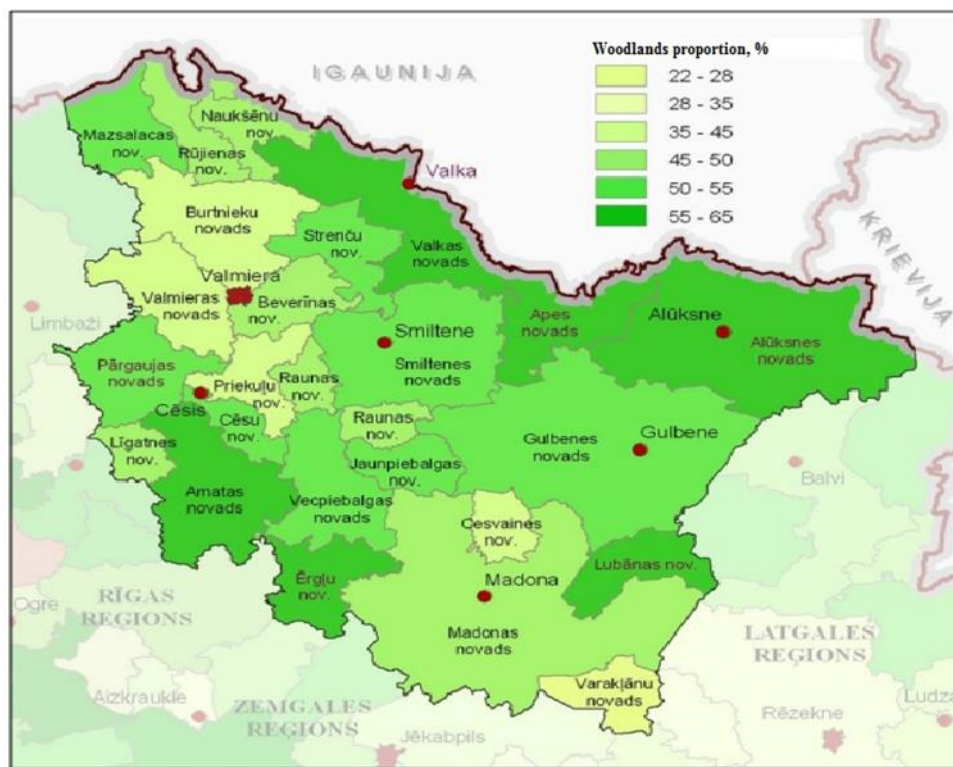 Woodlands proportion, %
22 - 28
28 - 35
35 - 45
45 - 50
50 - 55
55 - 65
IGAUNIJA
KRIEVIJA
Naukšēnu
nov.
Mazsalacas
nov.
Rūjienas
nov.
Valka
Burtnieku
novads
Strenču
nov.
Valkas
novads
Valmiera
Valmieras
novads
Beverīnas
nov.
Limbaži
Smiltene
Smiltenes
novads
Apes
novads
Alūksne
Alūksnes
novads
Pārgaujas
novads
Priekuļu
nov.
Raunas
nov.
Cēsis
Cēsu
nov.
Raunas
nov.
Līgatnes
nov.
Gulbenes
novads
Gulbene
Jaunpiebalgas
nov.
Balvi
Amatas
novads
Vecpiebalgas
novads
Cesvaines
nov.
Lubānas nov.
Ērgļu
nov.
Madona
Ogre
RĪGAS
REGIONS
Madonas
novads
LATGALES
REĢIONS
Varakļānu
novads
Aizkraukle
ZEMGALES
REGIONS
Jēkabpils
Rēzekne
Ludza